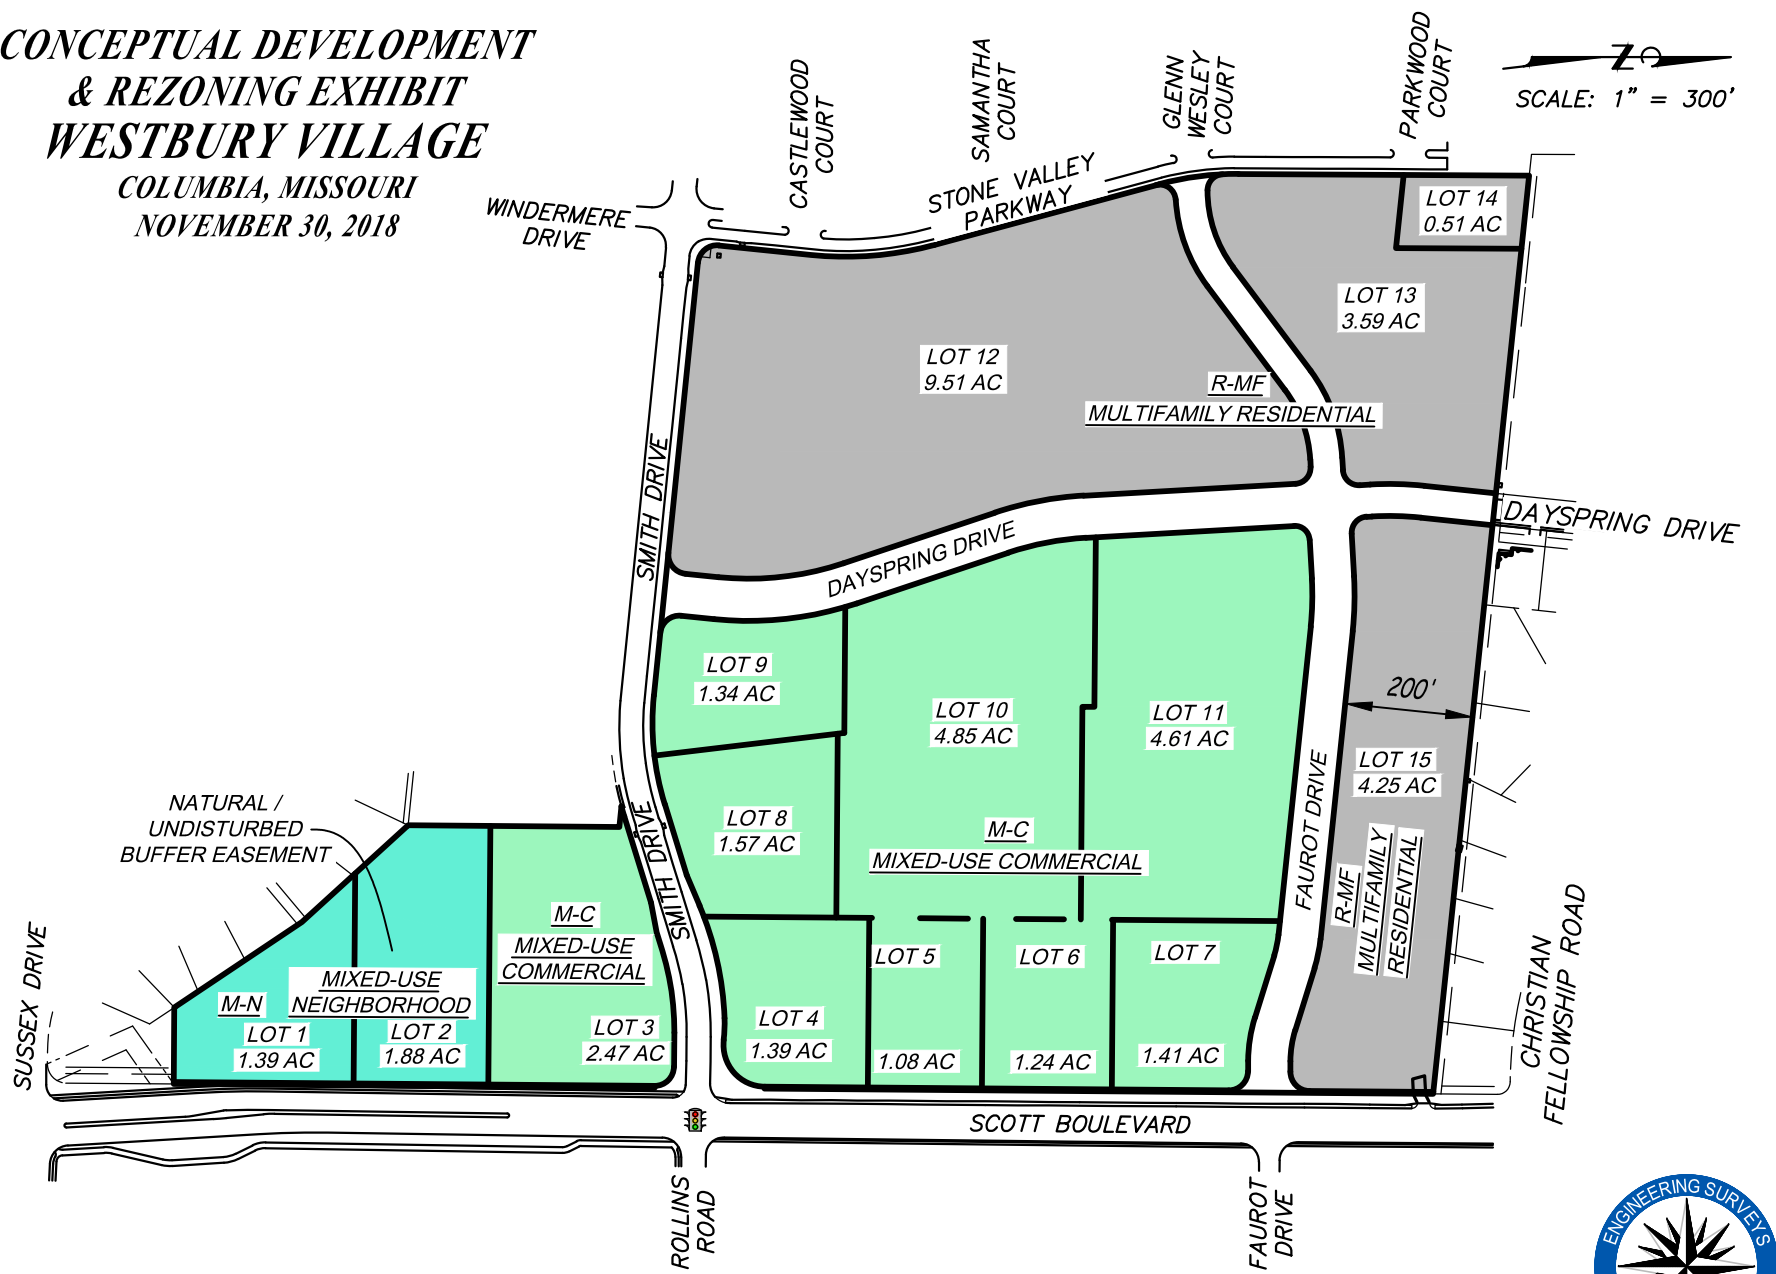 CONCEPTUAL DEVELOPMENT
& REZONING EXHIBIT
WESTBURY VILLAGE
COLUMBIA, MISSOURI
NOVEMBER 30, 2018
WINDERMERE
DRIVE
CASTLEWOOD
COURT
SAMANTHA
COURT
GLENN
WESLEY
COURT
PARKWOOD
COURT
N
SCALE: 1" = 300'
STONE VALLEY
PARKWAY
LOT 14
0.51 AC
LOT 13
3.59 AC
LOT 12
9.51 AC
R-MF
MULTIFAMILY RESIDENTIAL
SMITH DRIVE
DAYSPRING DRIVE
DAYSPRING DRIVE
LOT 9
1.34 AC
LOT 10
4.85 AC
LOT 11
4.61 AC
200'
LOT 15
4.25 AC
FAUROT DRIVE
R-MF
MULTIFAMILY
RESIDENTIAL
LOT 8
1.57 AC
M-C
MIXED-USE COMMERCIAL
SMITH DRIVE
NATURAL /
UNDISTURBED
BUFFER EASEMENT
M-C
MIXED-USE
COMMERCIAL
LOT 3
2.47 AC
MIXED-USE
NEIGHBORHOOD
M-N
LOT 1
1.39 AC
LOT 2
1.88 AC
LOT 4
1.39 AC
LOT 5
1.08 AC
LOT 6
1.24 AC
LOT 7
1.41 AC
SUSSEX DRIVE
CHRISTIAN
FELLOWSHIP ROAD
SCOTT BOULEVARD
ROLLINS
ROAD
FAUROT
DRIVE
ENGINEERING SURVEYS